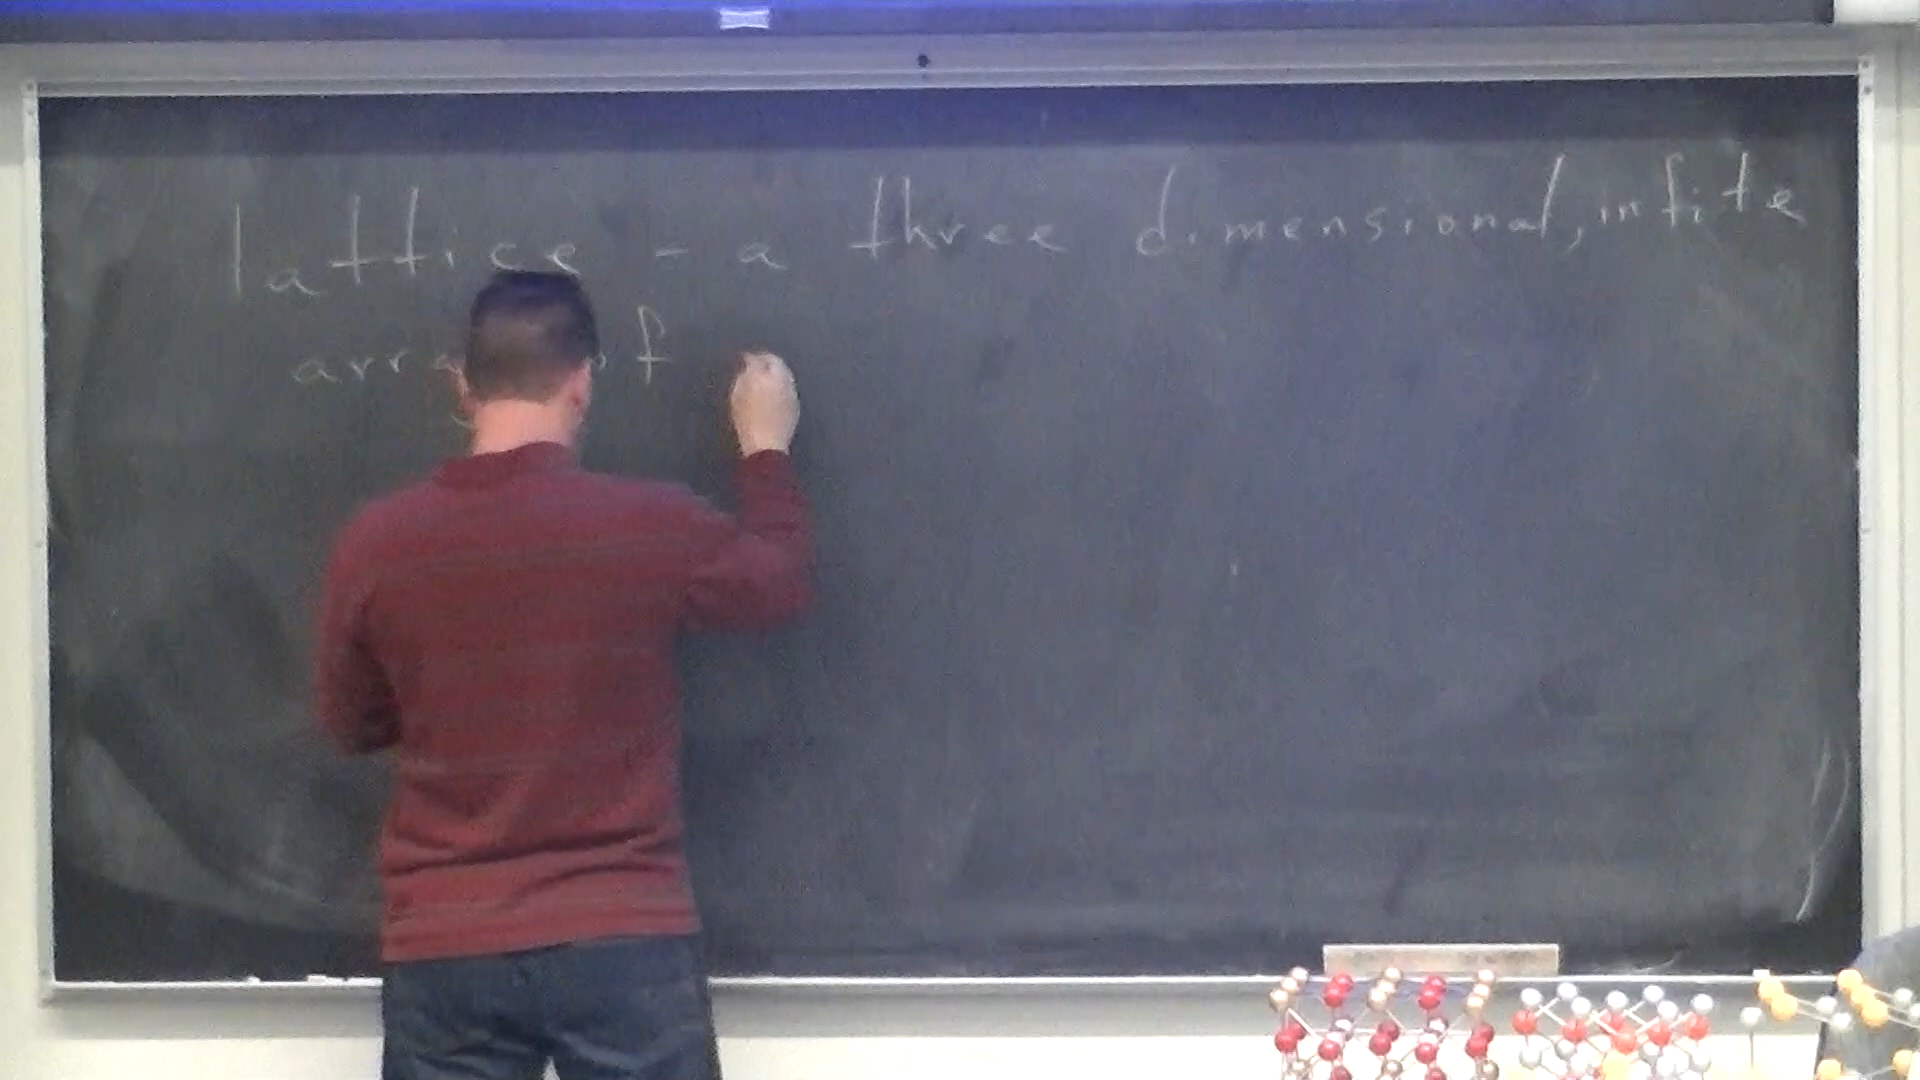 lattice - a three dimensional, infite
array of